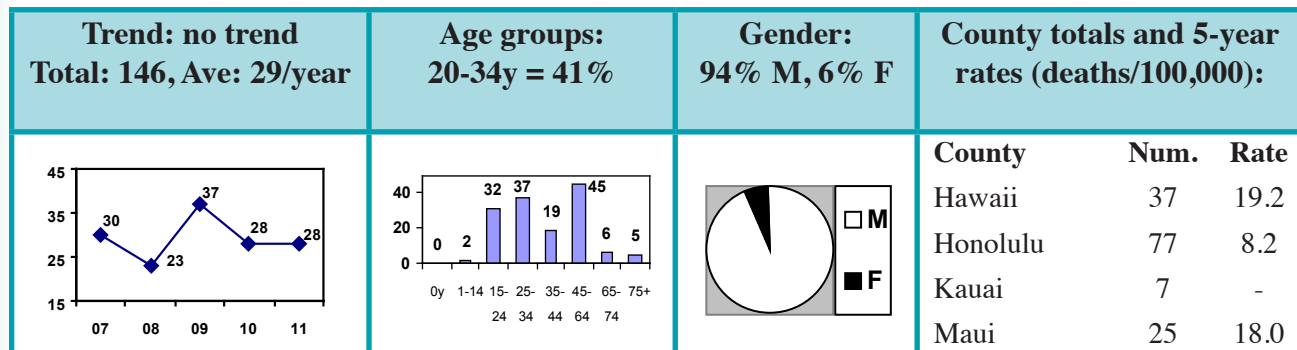 Trend: no trend
Total: 146, Ave: 29/year
Age groups:
20-34y = 41%
Gender:
94% M, 6% F
County totals and 5-year
rates (deaths/100,000):
45
35
25
15
30
23
37
28
28
07 08 09 10 11
40
20
0
0 2 32 37 19 45 6 5
0y 1-14 15- 25- 35- 45- 65- 75+
24 34 44 64 74
M
F
County Num. Rate
Hawaii 37 19.2
Honolulu 77 8.2
Kauai 7 -
Maui 25 18.0